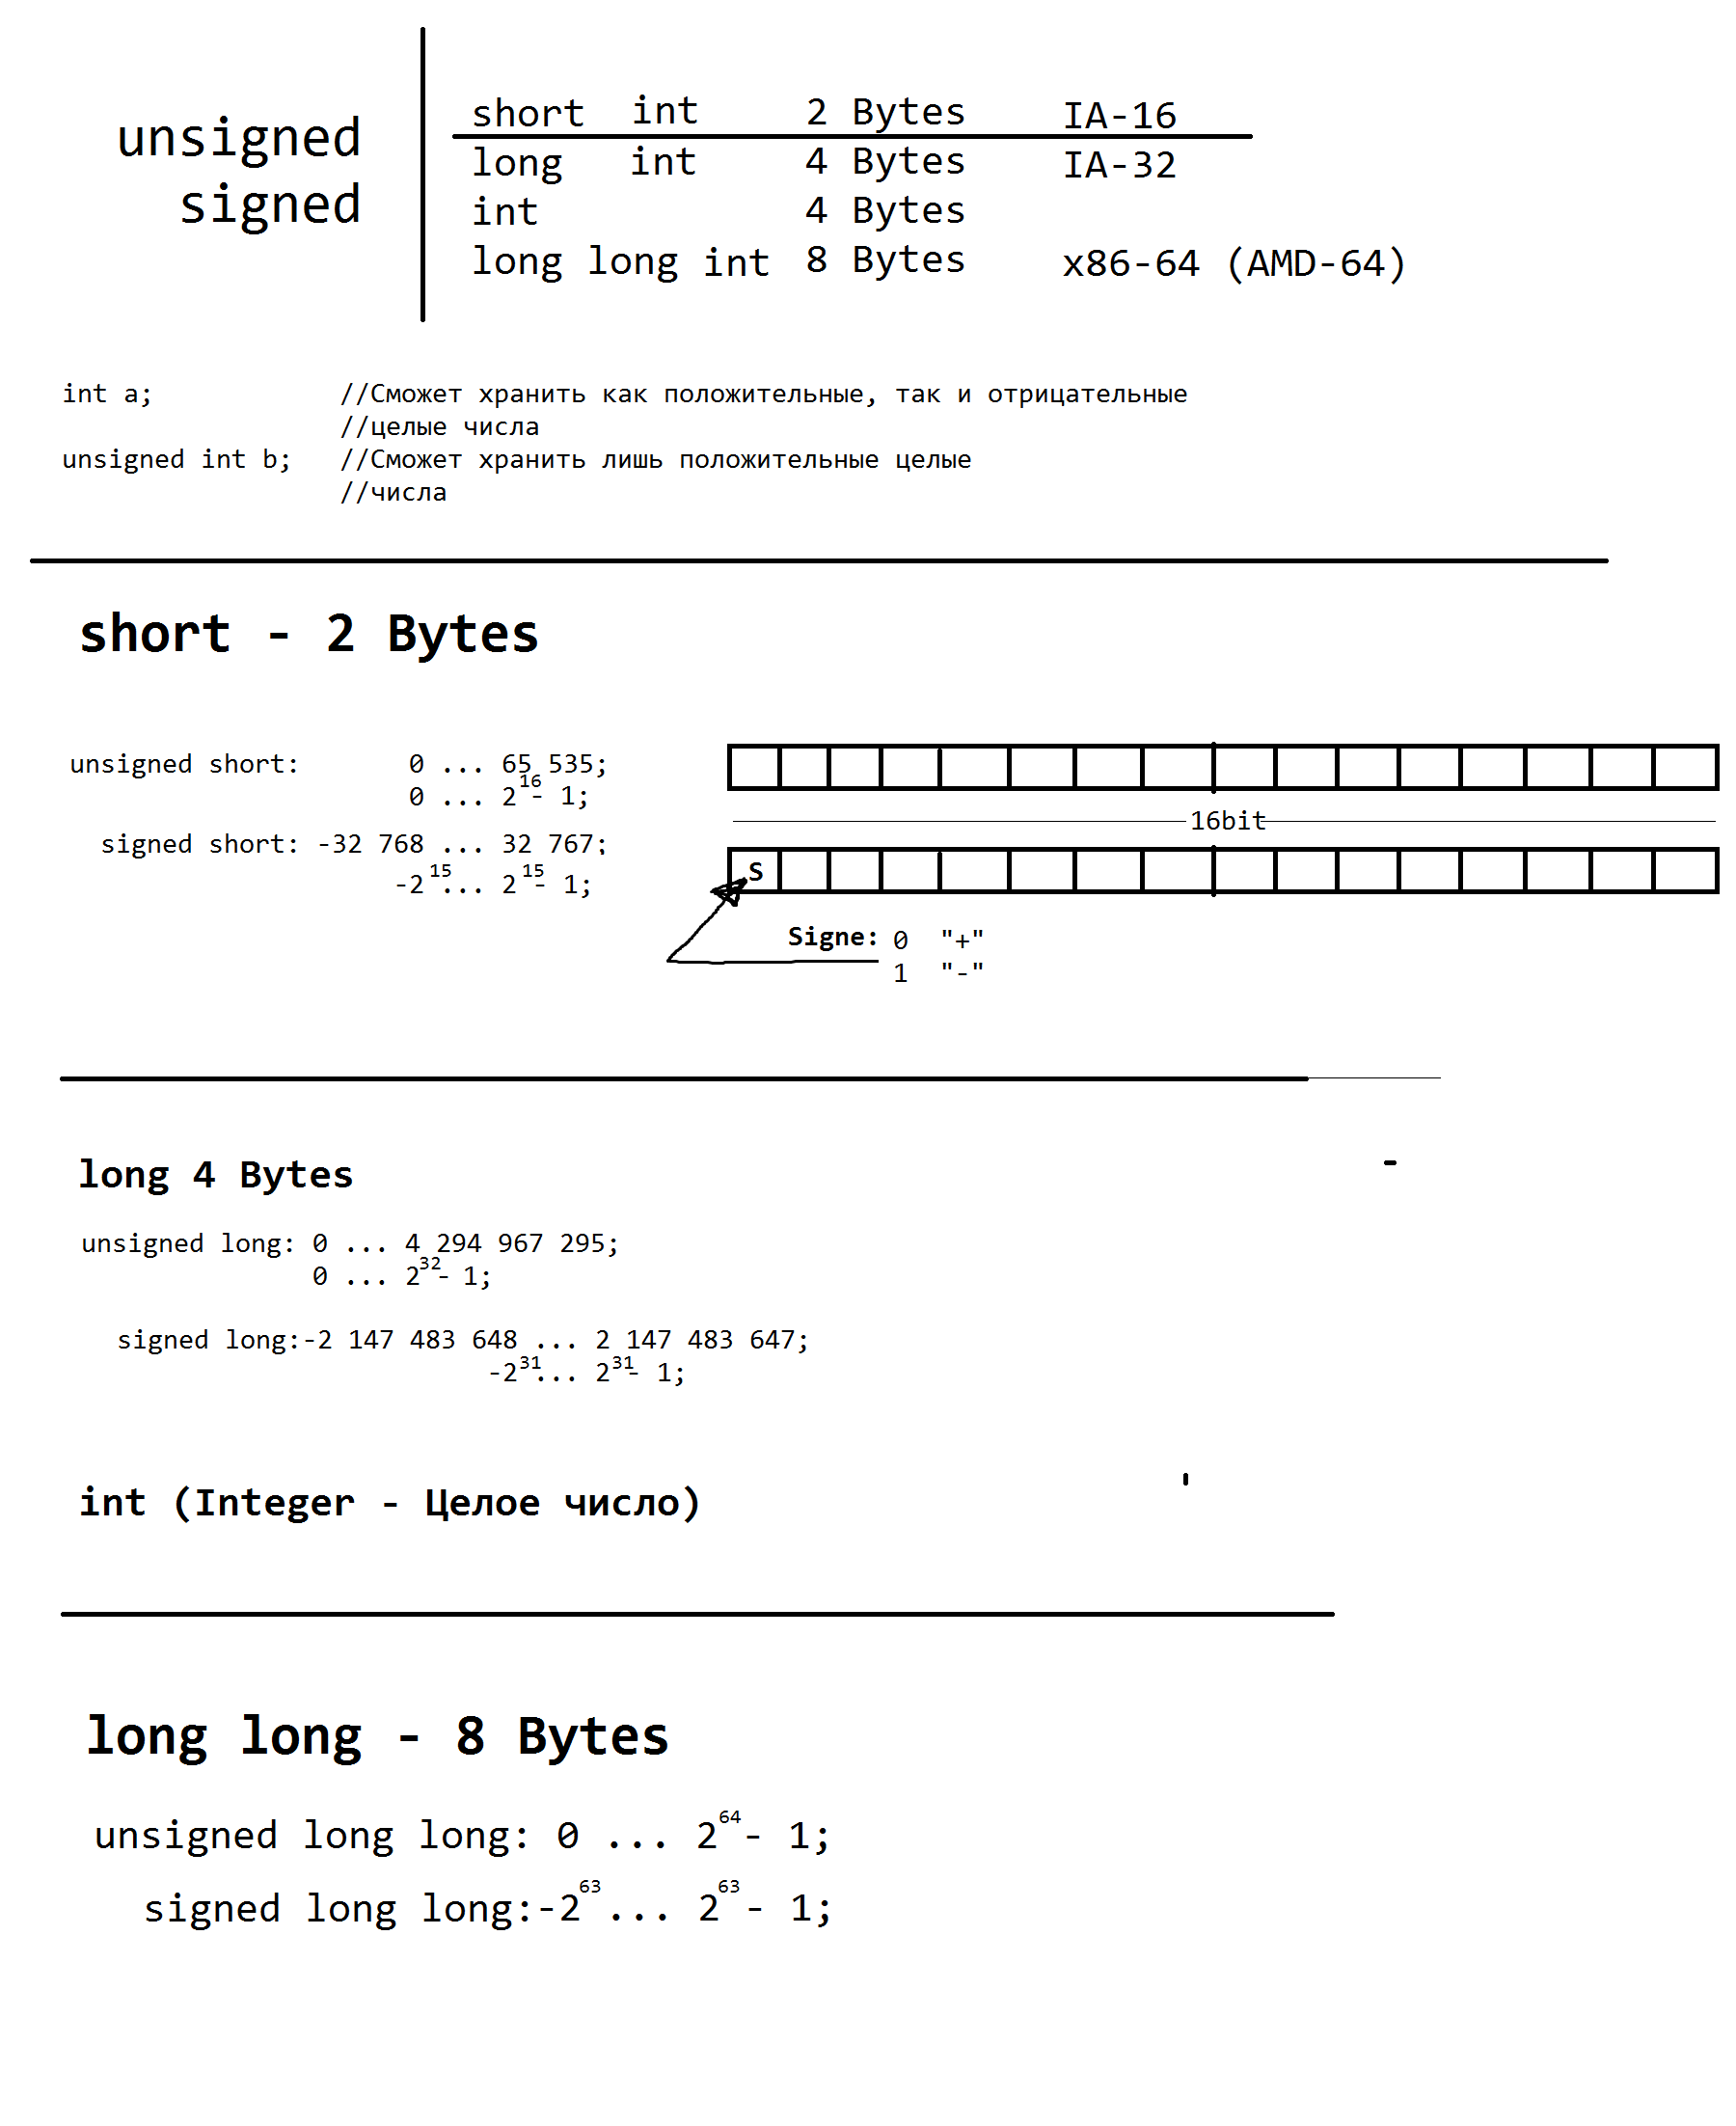 unsigned
signed
short int 2 Bytes IA-16
long int 4 Bytes IA-32
int 4 Bytes
long long int 8 Bytes x86-64 (AMD-64)
int a; //Сможет хранить как положительные, так и отрицательные
//целые числа
unsigned int b; //Сможет хранить лишь положительные целые
//числа
short - 2 Bytes
unsigned short: 0 ... 65 535;
0 ... 2^16 - 1;
16bit
signed short: -32 768 ... 32 767;
-2^15 ... 2^15 - 1;
S
Signe: 0 "+"
1 "-"
long 4 Bytes
unsigned long: 0 ... 4 294 967 295;
0 ... 2^32 - 1;
signed long:-2 147 483 648 ... 2 147 483 647;
-2^31 ... 2^31 - 1;
int (Integer - Целое число)
long long - 8 Bytes
unsigned long long: 0 ... 2^64 - 1;
signed long long:-2^63 ... 2^63 - 1;